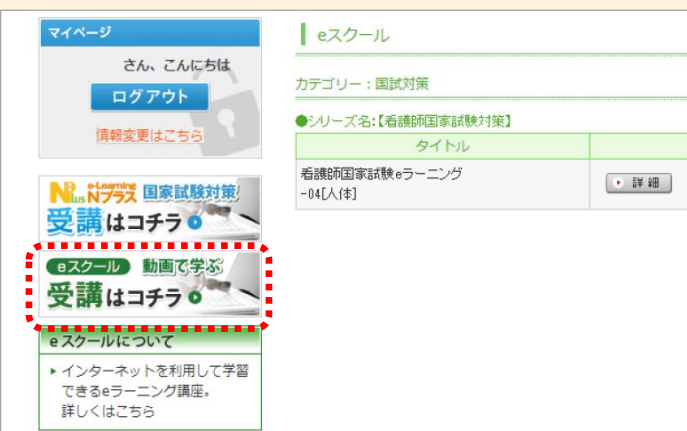 マイページ
さん、こんにちは
ログアウト
情報変更はこちら
NPlus e-Learning Nプラス 国家試験対策
受講はコチラ
eスクール 動画で学ぶ
受講はコチラ
eスクールについて
インターネットを利用して学習
できるeラーニング講座。
詳しくはこちら
eスクール
カテゴリー：国試対策
●シリーズ名:【看護師国家試験対策】
タイトル
看護師国家試験eラーニング
-04[人体]
詳細